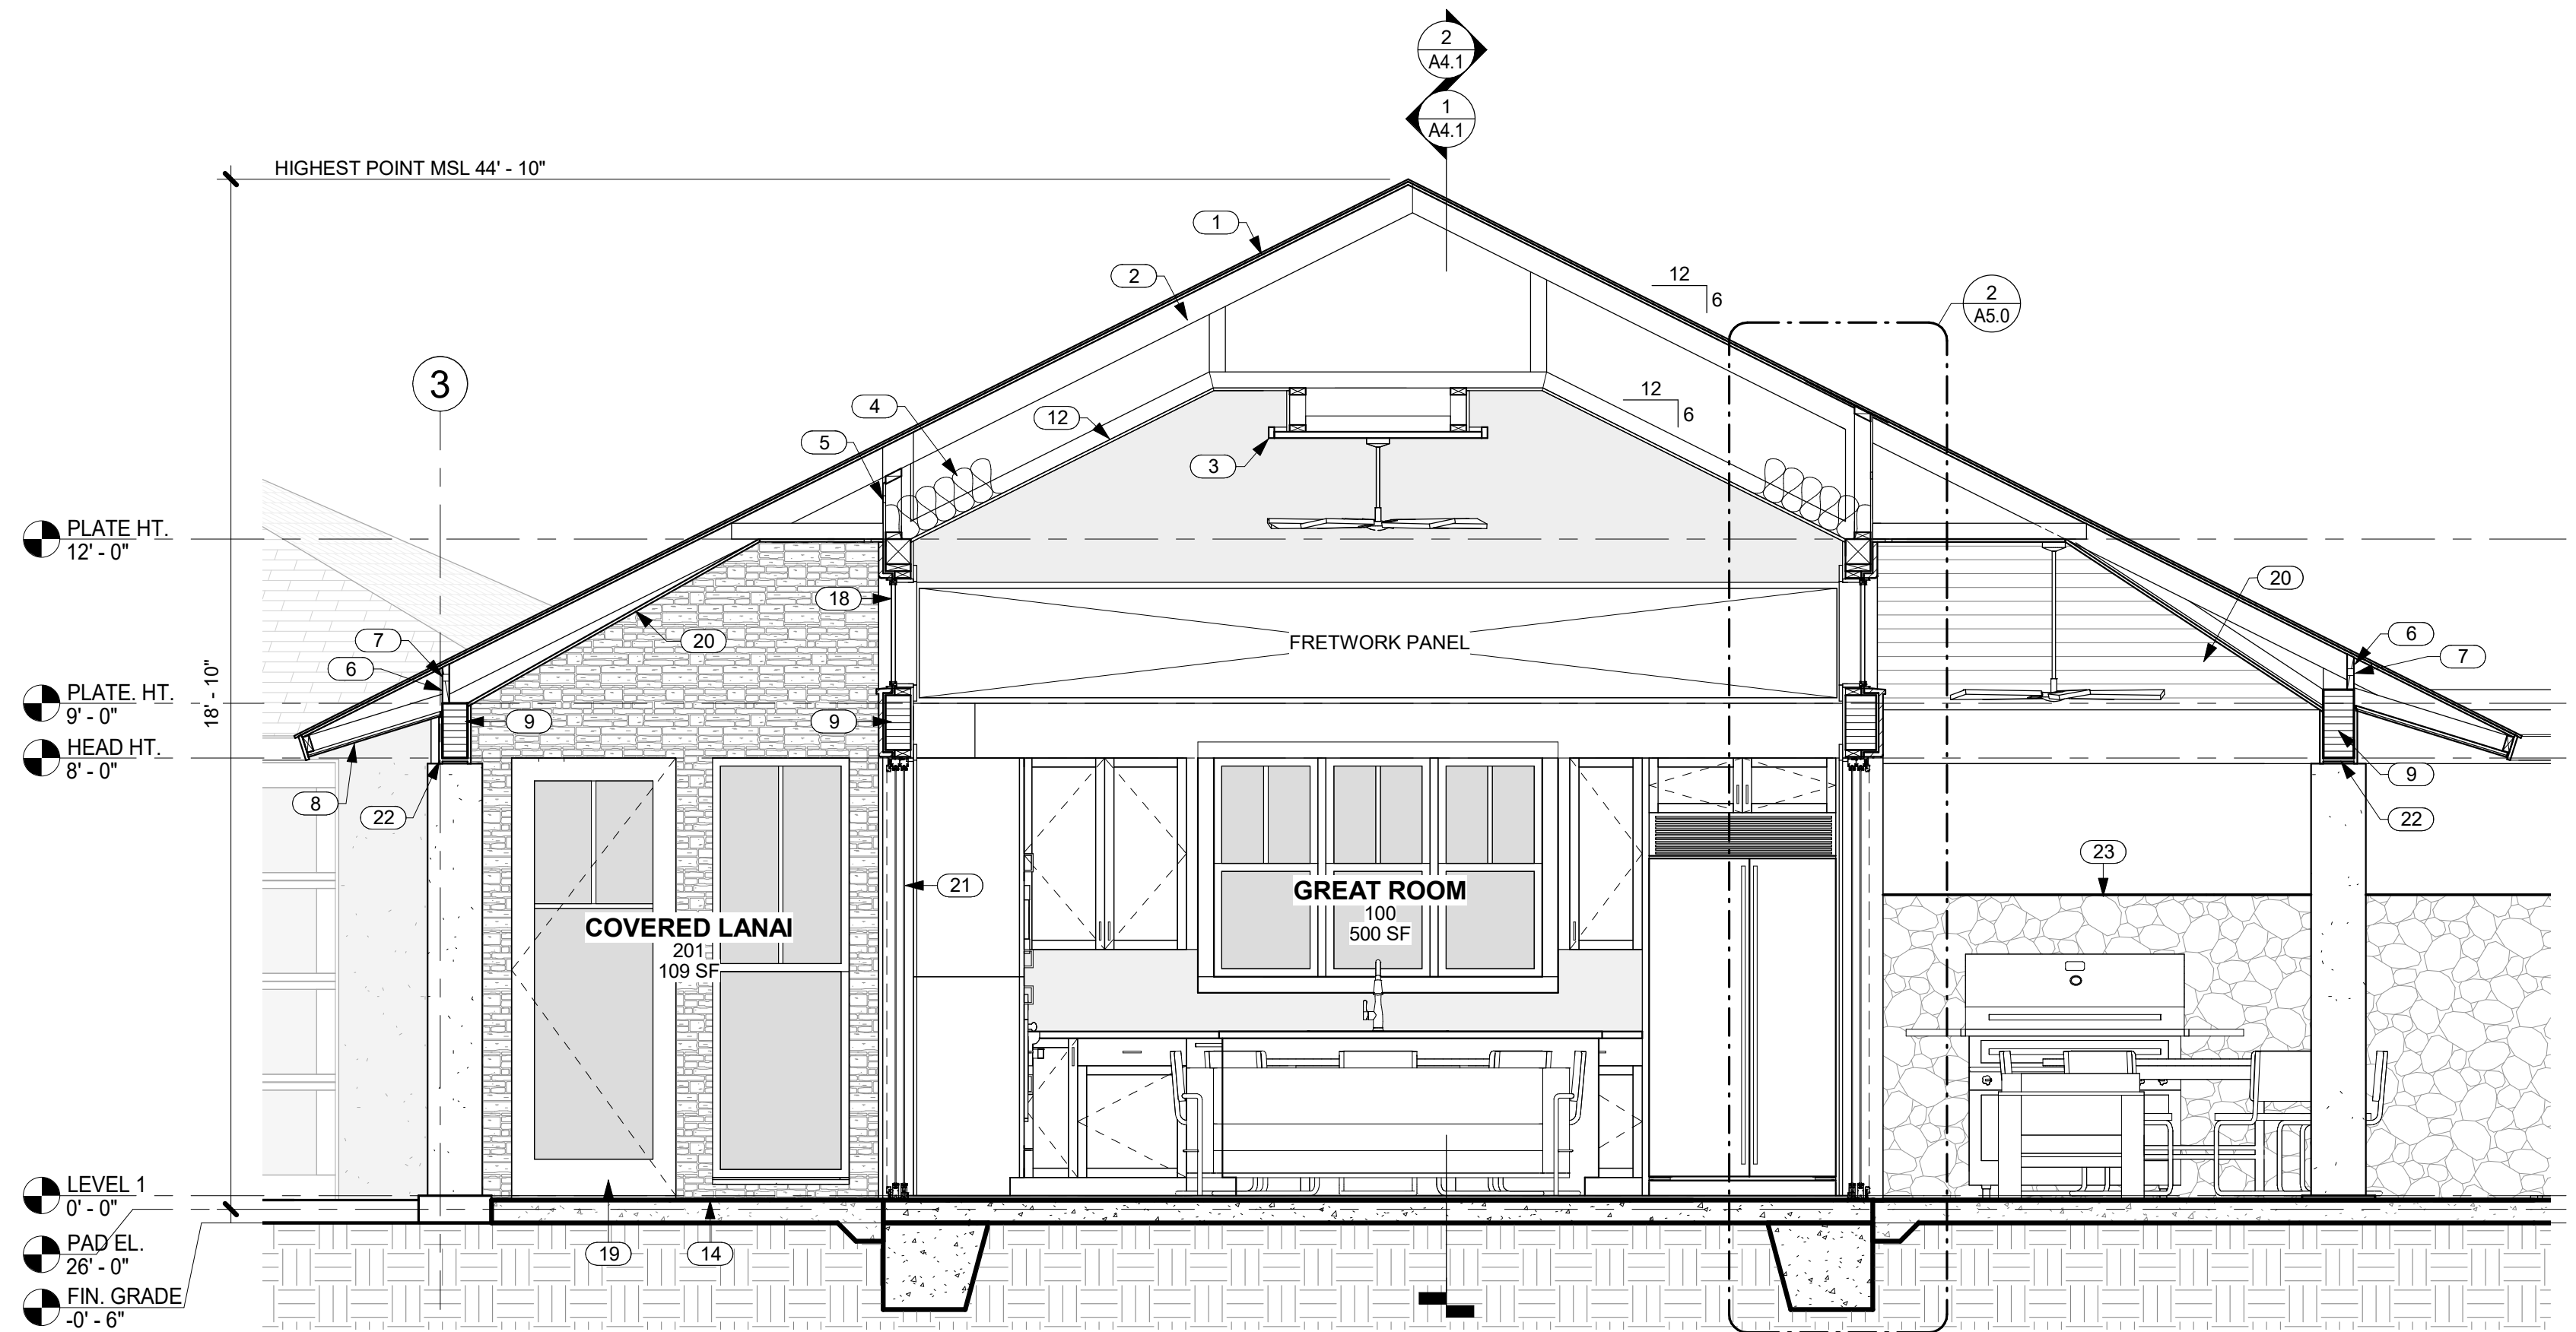 2
A4.1
1
A4.1
HIGHEST POINT MSL 44' - 10"
1
2
12
6
2
A5.0
3
4
12
12
6
5
3
PLATE HT.
12' - 0"
18
20
20
FRETWORK PANEL
7
6
6
7
18' - 10"
PLATE. HT.
9' - 0"
9
9
HEAD HT.
8' - 0"
8
22
9
22
23
21
GREAT ROOM
100
500 SF
COVERED LANAI
201
109 SF
LEVEL 1
0' - 0"
PAD EL.
26' - 0"
19
14
FIN. GRADE
-0' - 6"